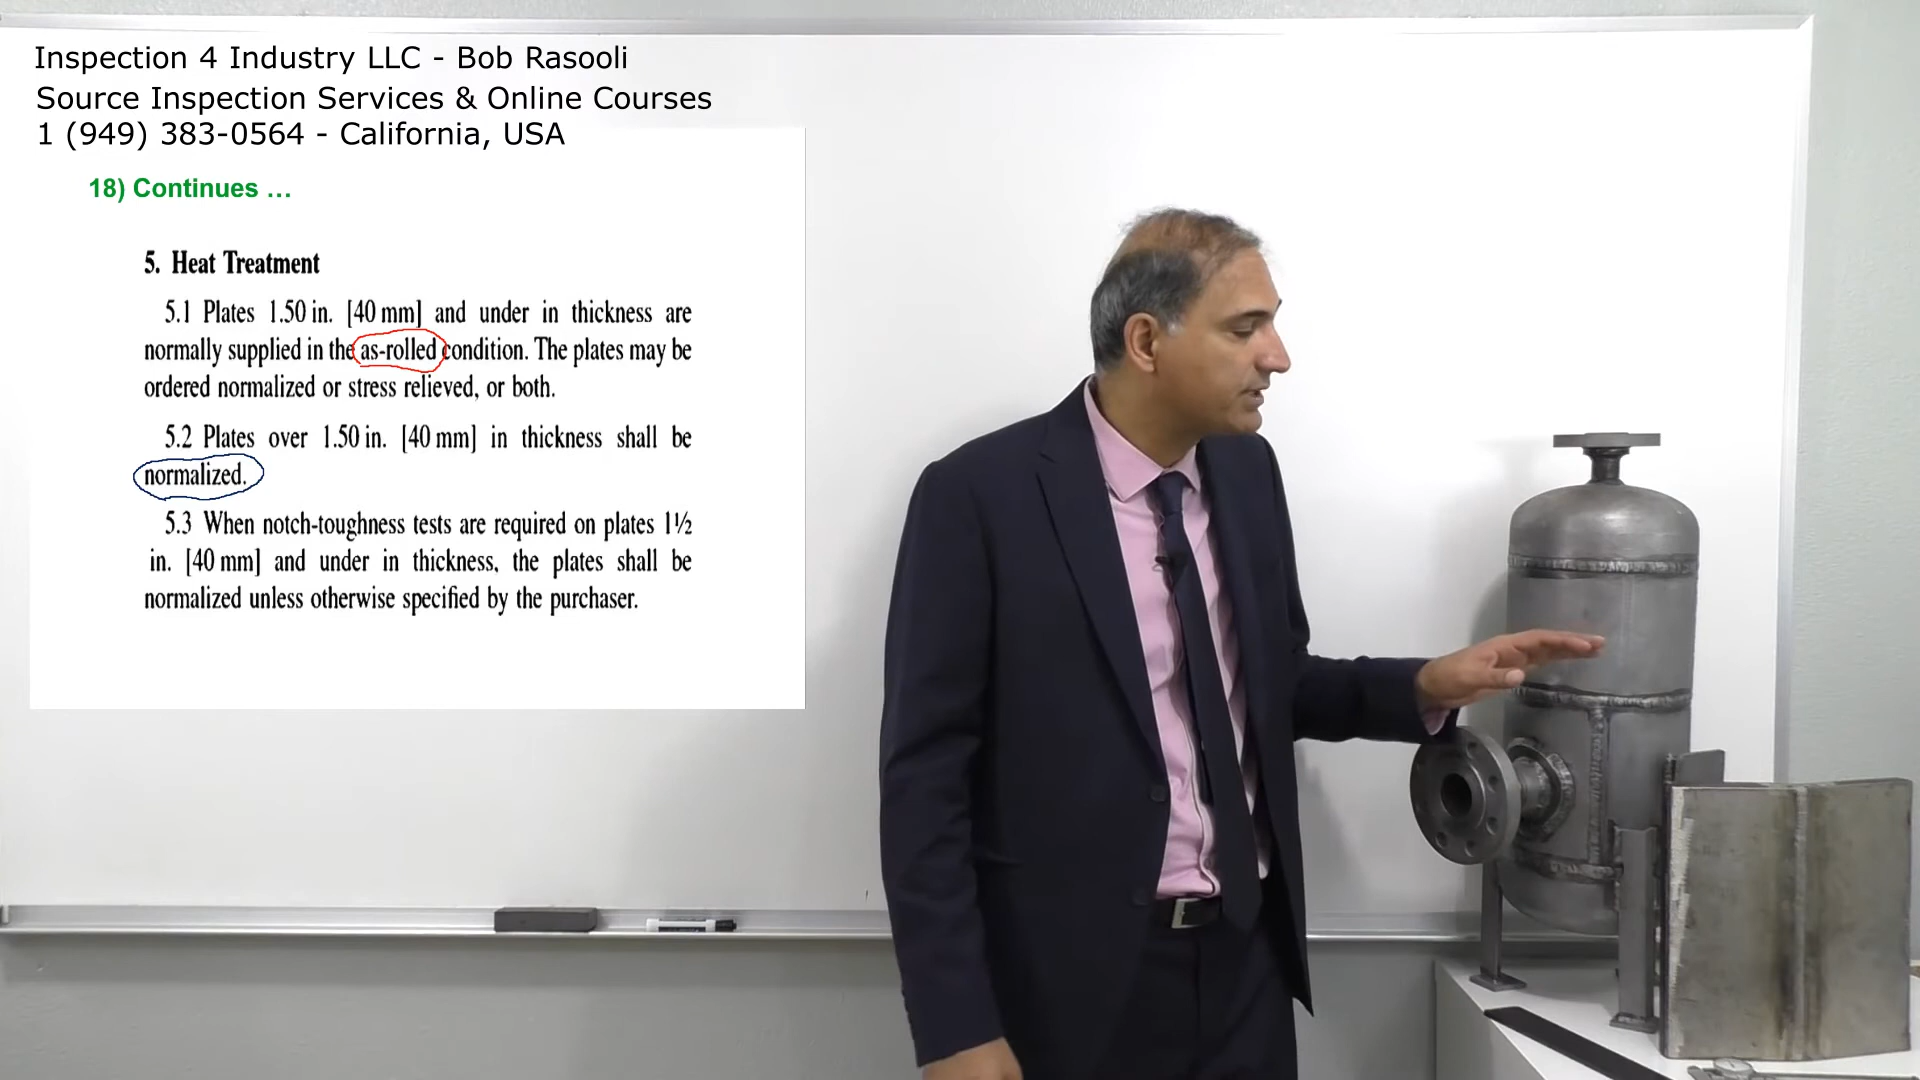 Inspection 4 Industry LLC - Bob Rasooli
Source Inspection Services & Online Courses
1 (949) 383-0564 - California, USA
18) Continues …
5. Heat Treatment
5.1 Plates 1.50 in. [40 mm] and under in thickness are
normally supplied in the as-rolled condition. The plates may be
ordered normalized or stress relieved, or both.
5.2 Plates over 1.50 in. [40 mm] in thickness shall be
normalized.
5.3 When notch-toughness tests are required on plates 1½
in. [40 mm] and under in thickness, the plates shall be
normalized unless otherwise specified by the purchaser.